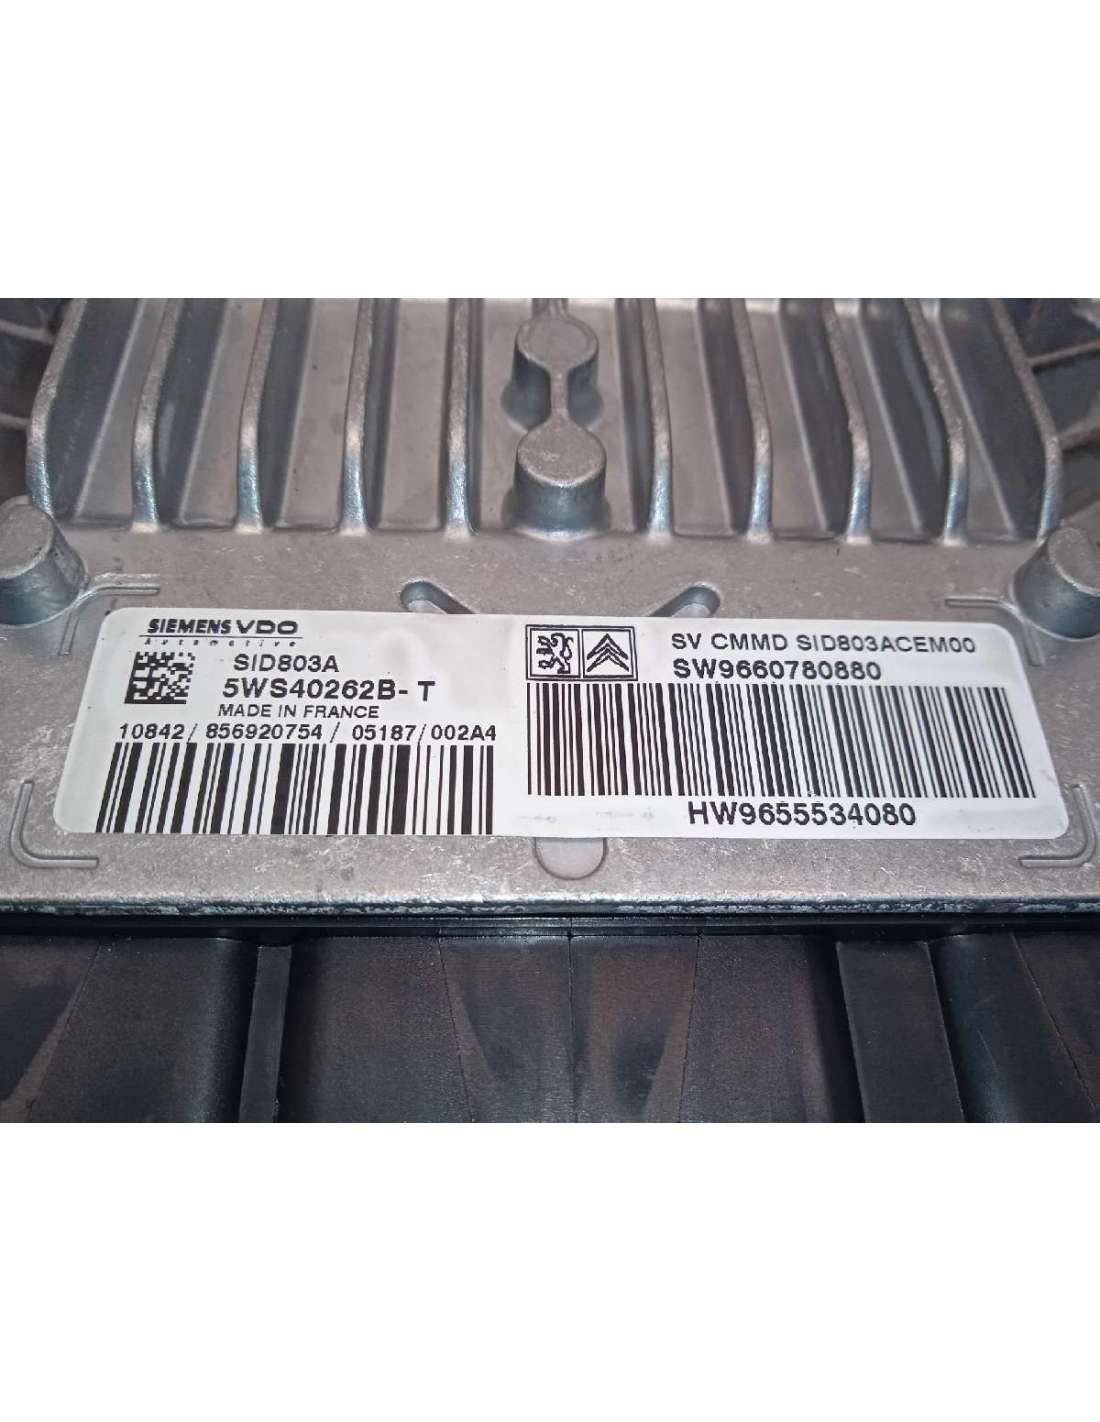 SIEMENS VDO
Automotive
SID803A
5WS40262B-T
MADE IN FRANCE
10842/856920754/05187/002A4
SV CMMD SID803ACEM00
SW9660780880
HW9655534080